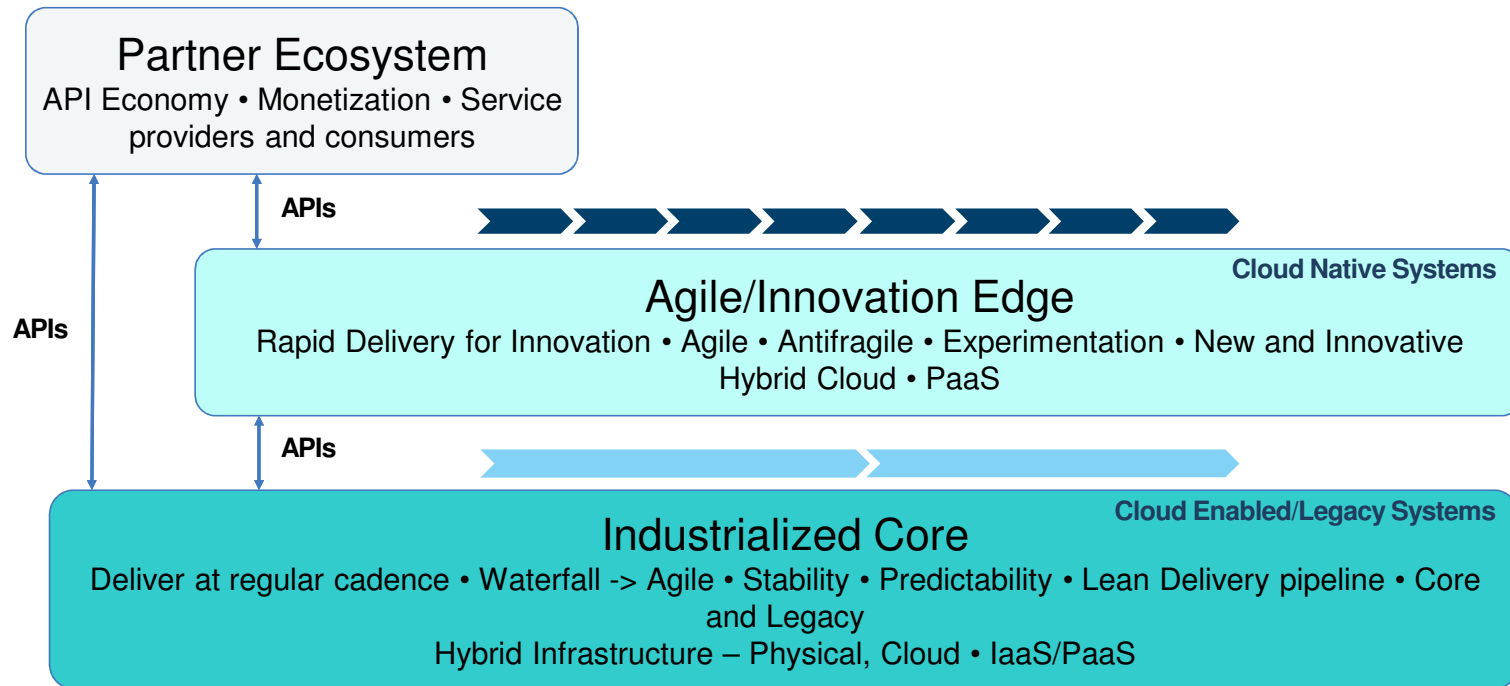 Partner Ecosystem
API Economy • Monetization • Service
providers and consumers
APIs
Cloud Native Systems
Agile/Innovation Edge
Rapid Delivery for Innovation • Agile • Antifragile • Experimentation • New and Innovative
Hybrid Cloud • PaaS
APIs
APIs
Cloud Enabled/Legacy Systems
Industrialized Core
Deliver at regular cadence • Waterfall -> Agile • Stability • Predictability • Lean Delivery pipeline • Core
and Legacy
Hybrid Infrastructure – Physical, Cloud • IaaS/PaaS